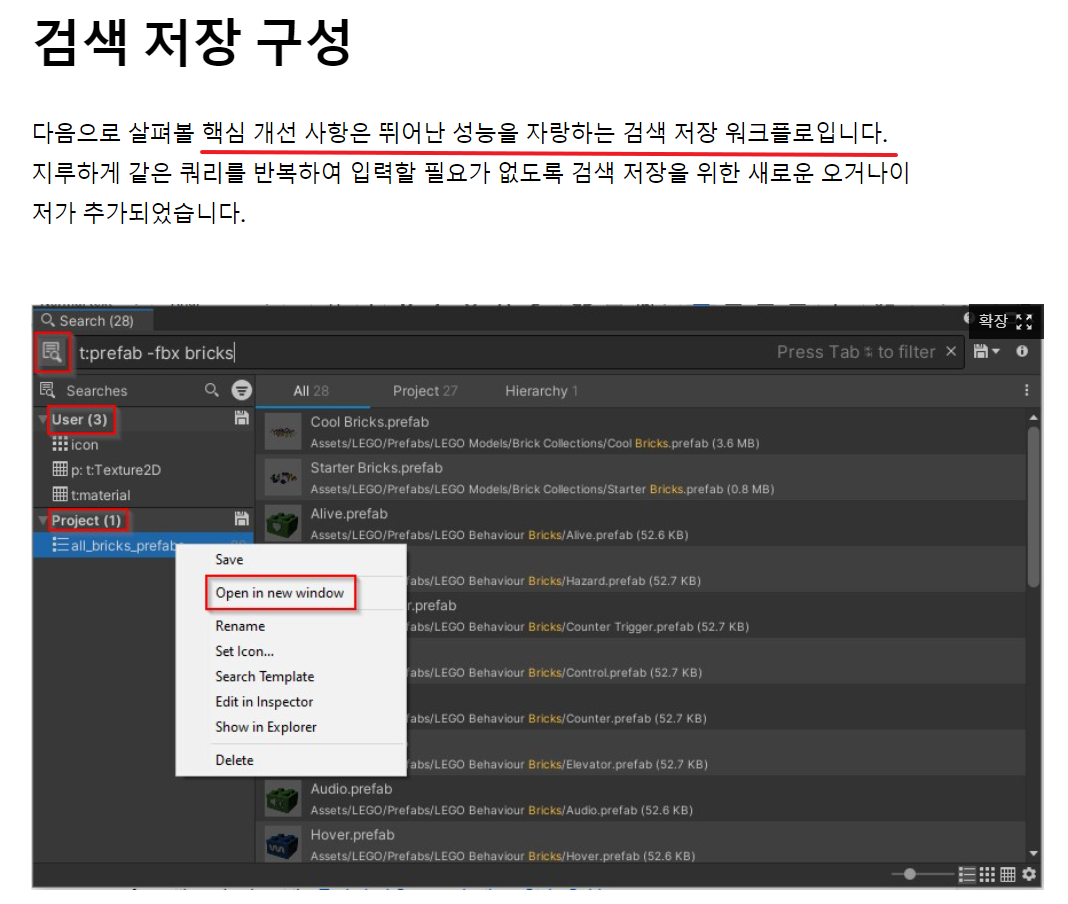 검색 저장 구성
다음으로 살펴볼 핵심 개선 사항은 뛰어난 성능을 자랑하는 검색 저장 워크플로입니다.
지루하게 같은 쿼리를 반복하여 입력할 필요가 없도록 검색 저장을 위한 새로운 오거나이
저가 추가되었습니다.
Search (28)
확장
t:prefab -fbx bricks
Press Tab ↹ to filter
Searches
All 28
Project 27
Hierarchy 1
User (3)
icon
p: t:Texture2D
t:material
Project (1)
all_bricks_prefabs
Save
Open in new window
Rename
Set Icon...
Search Template
Edit in Inspector
Show in Explorer
Delete
Cool Bricks.prefab
Assets/LEGO/Prefabs/LEGO Models/Brick Collections/Cool Bricks.prefab (3.6 MB)
Starter Bricks.prefab
Assets/LEGO/Prefabs/LEGO Models/Brick Collections/Starter Bricks.prefab (0.8 MB)
Alive.prefab
Assets/LEGO/Prefabs/LEGO Behaviour Bricks/Alive.prefab (52.6 KB)
fabs/LEGO Behaviour Bricks/Hazard.prefab (52.7 KB)
r.prefab
fabs/LEGO Behaviour Bricks/Counter Trigger.prefab (52.7 KB)
fabs/LEGO Behaviour Bricks/Control.prefab (52.7 KB)
fabs/LEGO Behaviour Bricks/Counter.prefab (52.7 KB)
fabs/LEGO Behaviour Bricks/Elevator.prefab (52.7 KB)
Audio.prefab
Assets/LEGO/Prefabs/LEGO Behaviour Bricks/Audio.prefab (52.6 KB)
Hover.prefab
Assets/LEGO/Prefabs/LEGO Behaviour Bricks/Hover.prefab (52.6 KB)